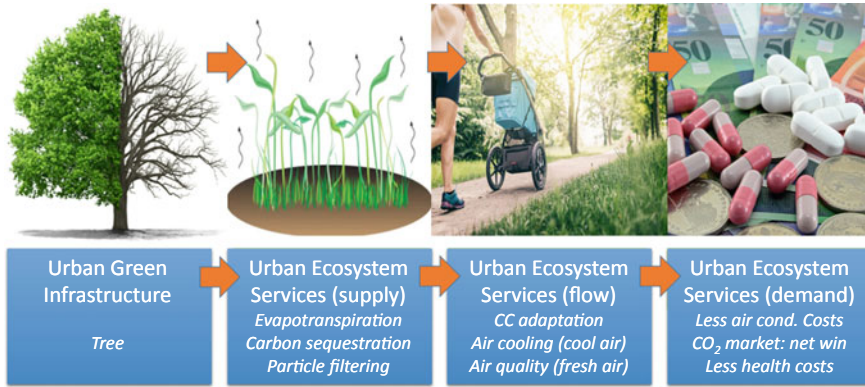 50
50
Urban Green
Infrastructure
Tree
Urban Ecosystem
Services (supply)
Evapotranspiration
Carbon sequestration
Particle filtering
Urban Ecosystem
Services (flow)
CC adaptation
Air cooling (cool air)
Air quality (fresh air)
Urban Ecosystem
Services (demand)
Less air cond. Costs
CO₂ market: net win
Less health costs